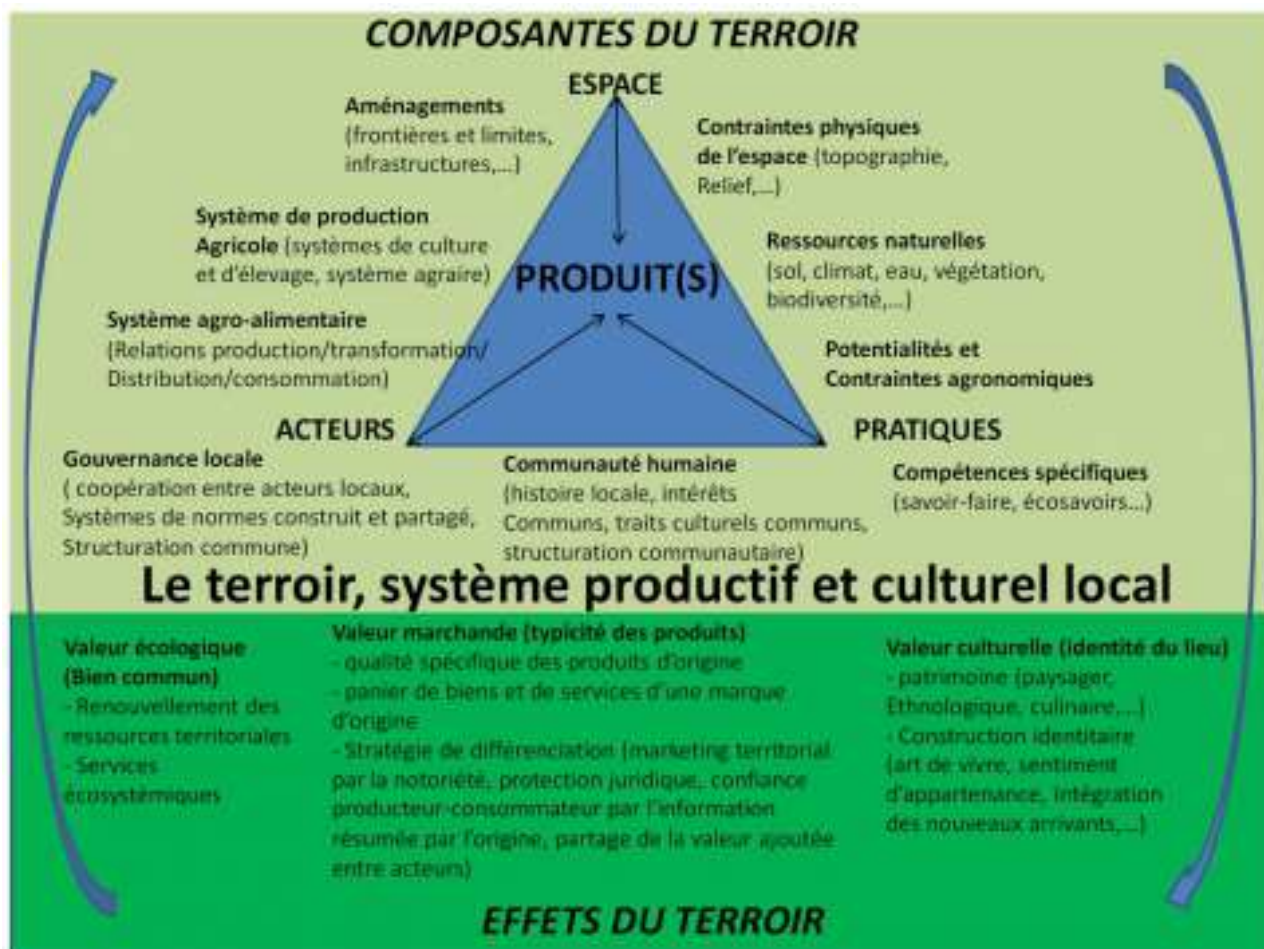 COMPOSANTES DU TERROIR
ESPACE
Aménagements
(frontières et limites,
infrastructures,...)
Contraintes physiques
de l'espace (topographie,
Relief,...)
Système de production
Agricole (systèmes de culture
et d'élevage, système agraire)
Ressources naturelles
(sol, climat, eau, végétation,
biodiversité,...)
PRODUIT(S)
Système agro-alimentaire
(Relations production/transformation/
Distribution/consommation)
Potentialités et
Contraintes agronomiques
ACTEURS
PRATIQUES
Gouvernance locale
( coopération entre acteurs locaux,
Systèmes de normes construit et partagé,
Structuration commune)
Communauté humaine
(histoire locale, intérêts
Communs, traits culturels communs,
structuration communautaire)
Compétences spécifiques
(savoir-faire, écosavoirs...)
Le terroir, système productif et culturel local
Valeur écologique
(Bien commun)
- Renouvellement des
ressources territoriales
- Services
écosystémiques
Valeur marchande (typicité des produits)
- qualité spécifique des produits d'origine
- panier de biens et de services d'une marque
d'origine
- Stratégie de différenciation (marketing territorial
par la notoriété, protection juridique, confiance
producteur-consommateur par l'information
résumée par l'origine, partage de la valeur ajoutée
entre acteurs)
Valeur culturelle (identité du lieu)
- patrimoine (paysager,
Ethnologique, culinaire,...)
- Construction identitaire
(art de vivre, sentiment
d'appartenance, intégration
des nouveaux arrivants,...)
EFFETS DU TERROIR